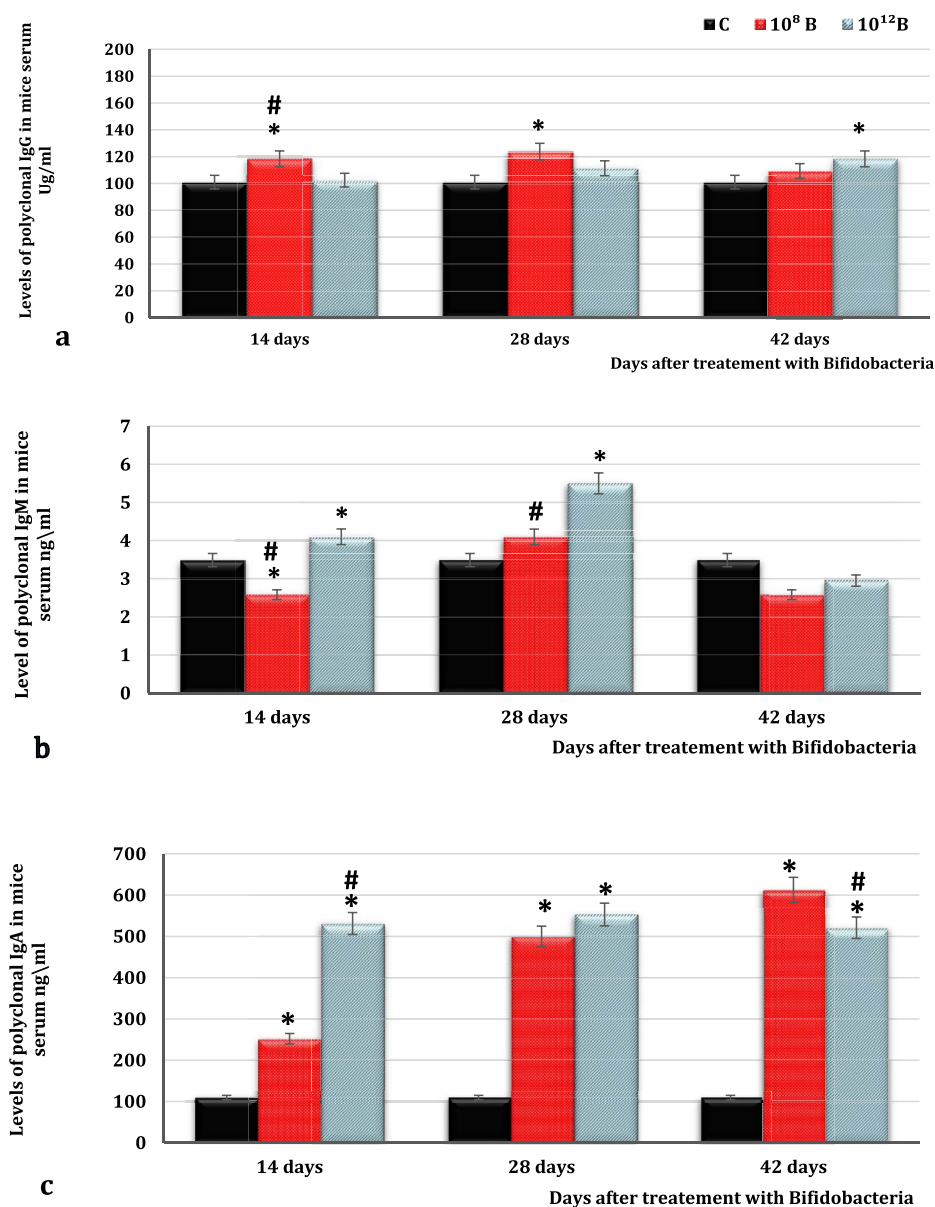 C 10⁸ B 10¹²B
Levels of polyclonal IgG in mice serum
Ug/ml
200
180
160
140
120
100
80
60
40
20
0
#
*
*
*
14 days 28 days 42 days
a
Days after treatement with Bifidobacteria
Level of polyclonal IgM in mice
serum ng\ml
7
6
5
4
3
2
1
0
#
*
*
#
*
14 days 28 days 42 days
b
Days after treatement with Bifidobacteria
Levels of polyclonal IgA in mice
serum ng\ml
700
600
500
400
300
200
100
0
*
#
*
*
*
*
#
*
14 days 28 days 42 days
c
Days after treatement with Bifidobacteria